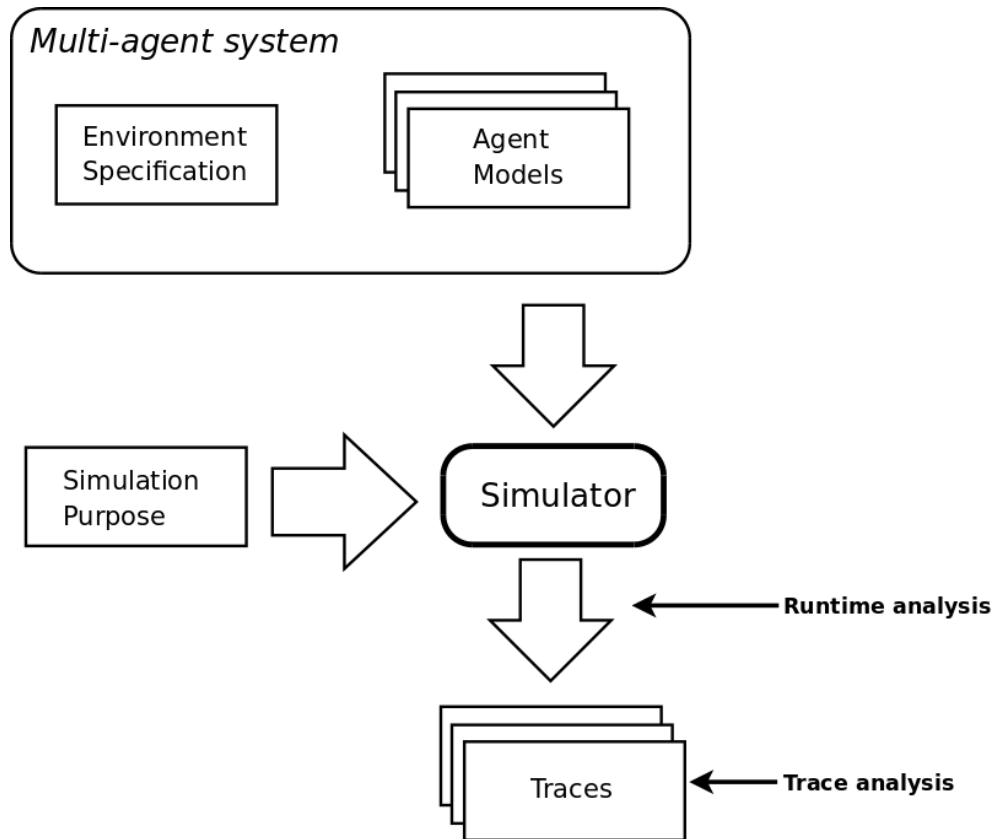 Multi-agent system
Environment
Specification
Agent
Models
Simulation
Purpose
Simulator
Runtime analysis
Traces
Trace analysis